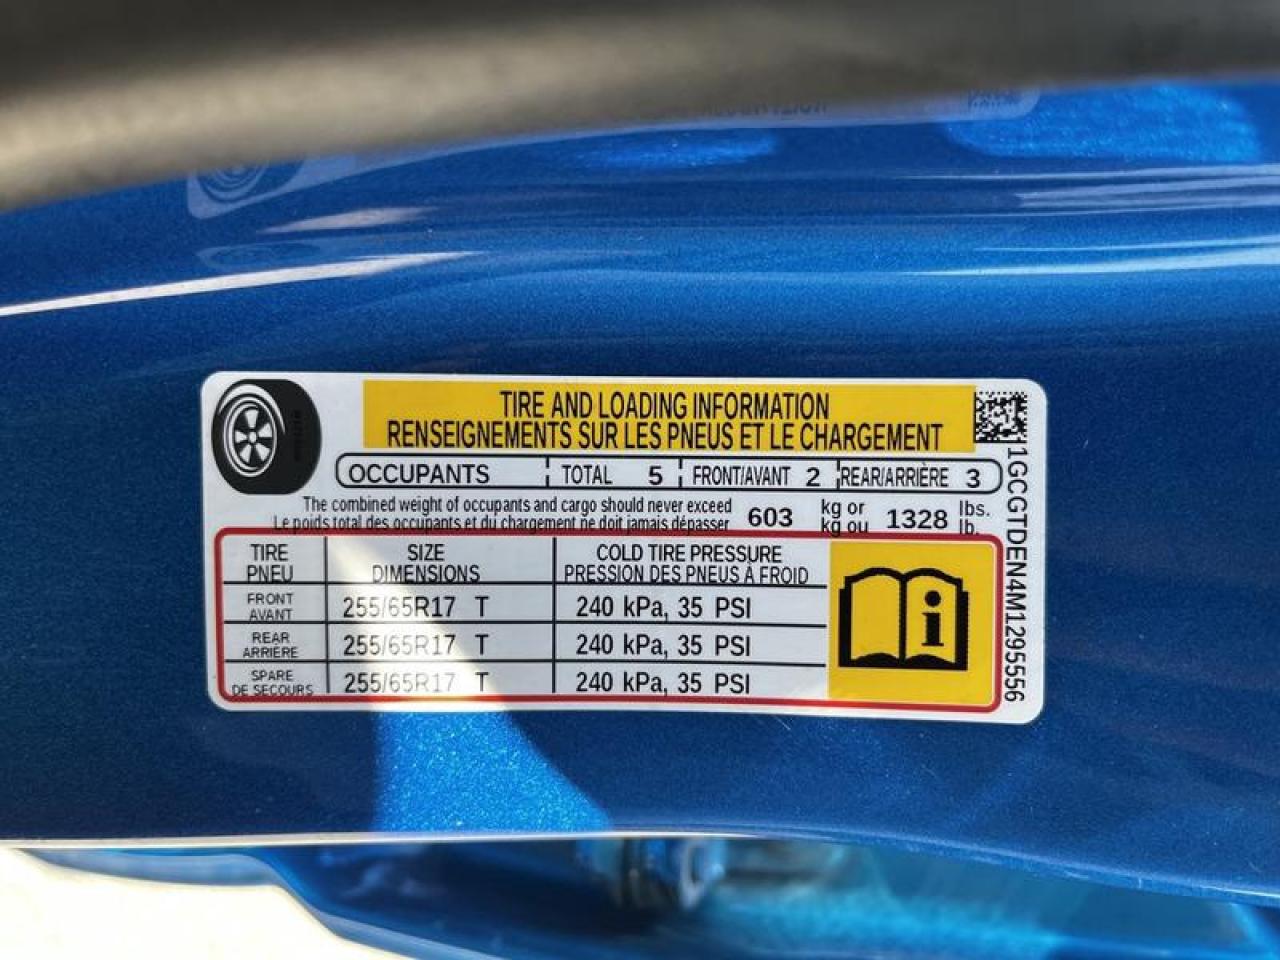 TIRE AND LOADING INFORMATION
RENSEIGNEMENTS SUR LES PNEUS ET LE CHARGEMENT
OCCUPANTS TOTAL 5 FRONT/AVANT 2 REAR/ARRIÈRE 3
The combined weight of occupants and cargo should never exceed 603 kg or 1328 lbs.
Le poids total des occupants et du chargement ne doit jamais dépasser kg ou lb.
TIRE SIZE COLD TIRE PRESSURE
PNEU DIMENSIONS PRESSION DES PNEUS À FROID
FRONT
AVANT 255/65R17 T 240 kPa, 35 PSI
REAR
ARRIÈRE 255/65R17 T 240 kPa, 35 PSI
SPARE
DE SECOURS 255/65R17 T 240 kPa, 35 PSI
1GCGTDEN4M1295556